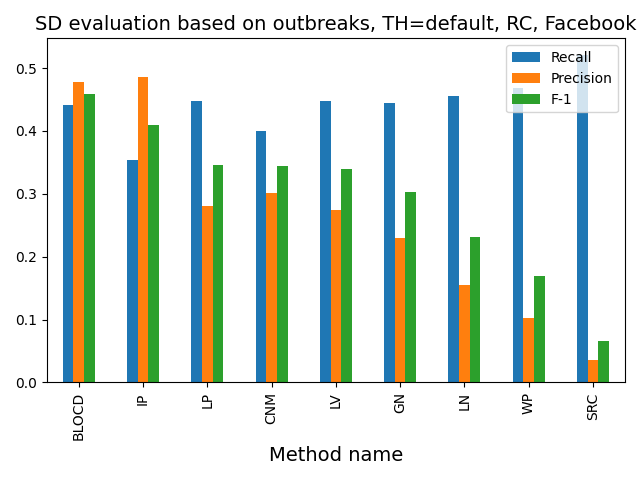 SD evaluation based on outbreaks, TH=default, RC, Facebook
Recall
Precision
F-1
0.5
0.4
0.3
0.2
0.1
0.0
BLOCD
IP
LP
CNM
LV
GN
LN
WP
SRC
Method name